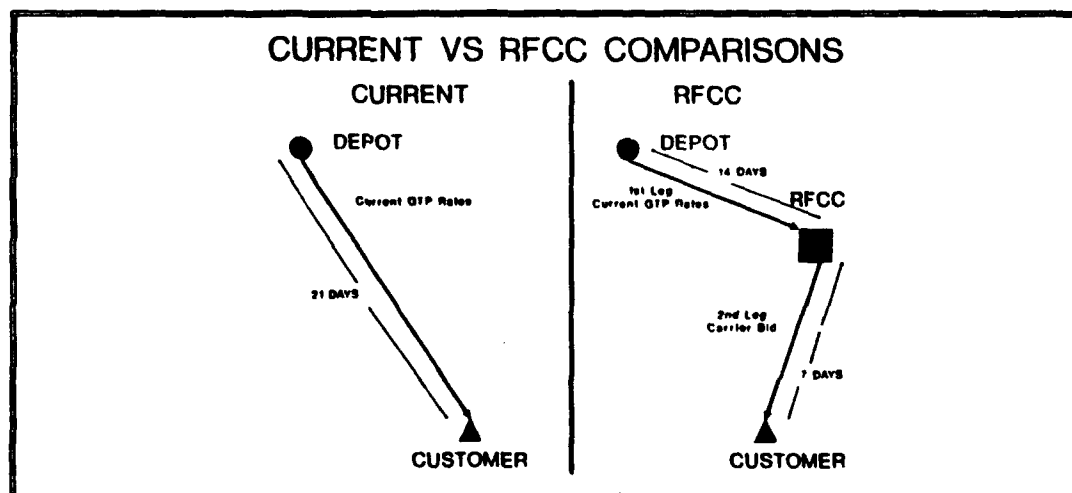 CURRENT VS RFCC COMPARISONS
CURRENT
DEPOT
Current GTP Rates
21 DAYS
CUSTOMER
RFCC
DEPOT
14 DAYS
1st Leg
Current GTP Rates
RFCC
2nd Leg
Carrier Bid
7 DAYS
CUSTOMER